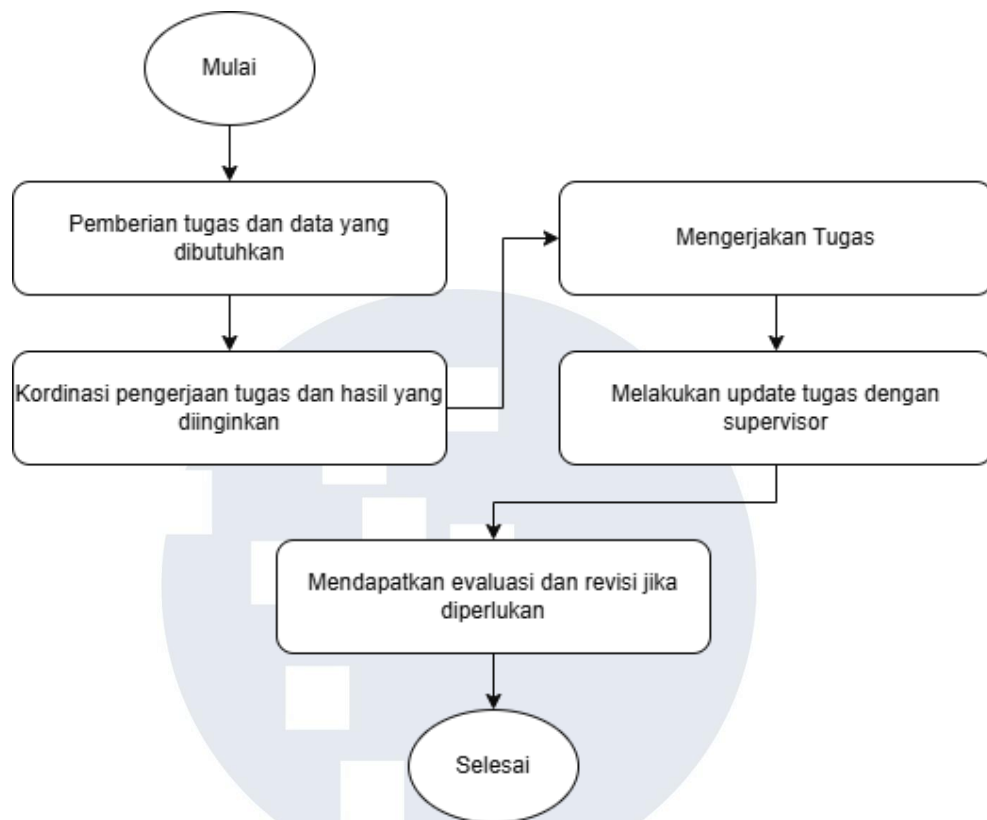 Mulai
Pemberian tugas dan data yang
dibutuhkan
Kordinasi pengerjaan tugas dan hasil yang
diinginkan
Mengerjakan Tugas
Melakukan update tugas dengan
supervisor
Mendapatkan evaluasi dan revisi jika
diperlukan
Selesai